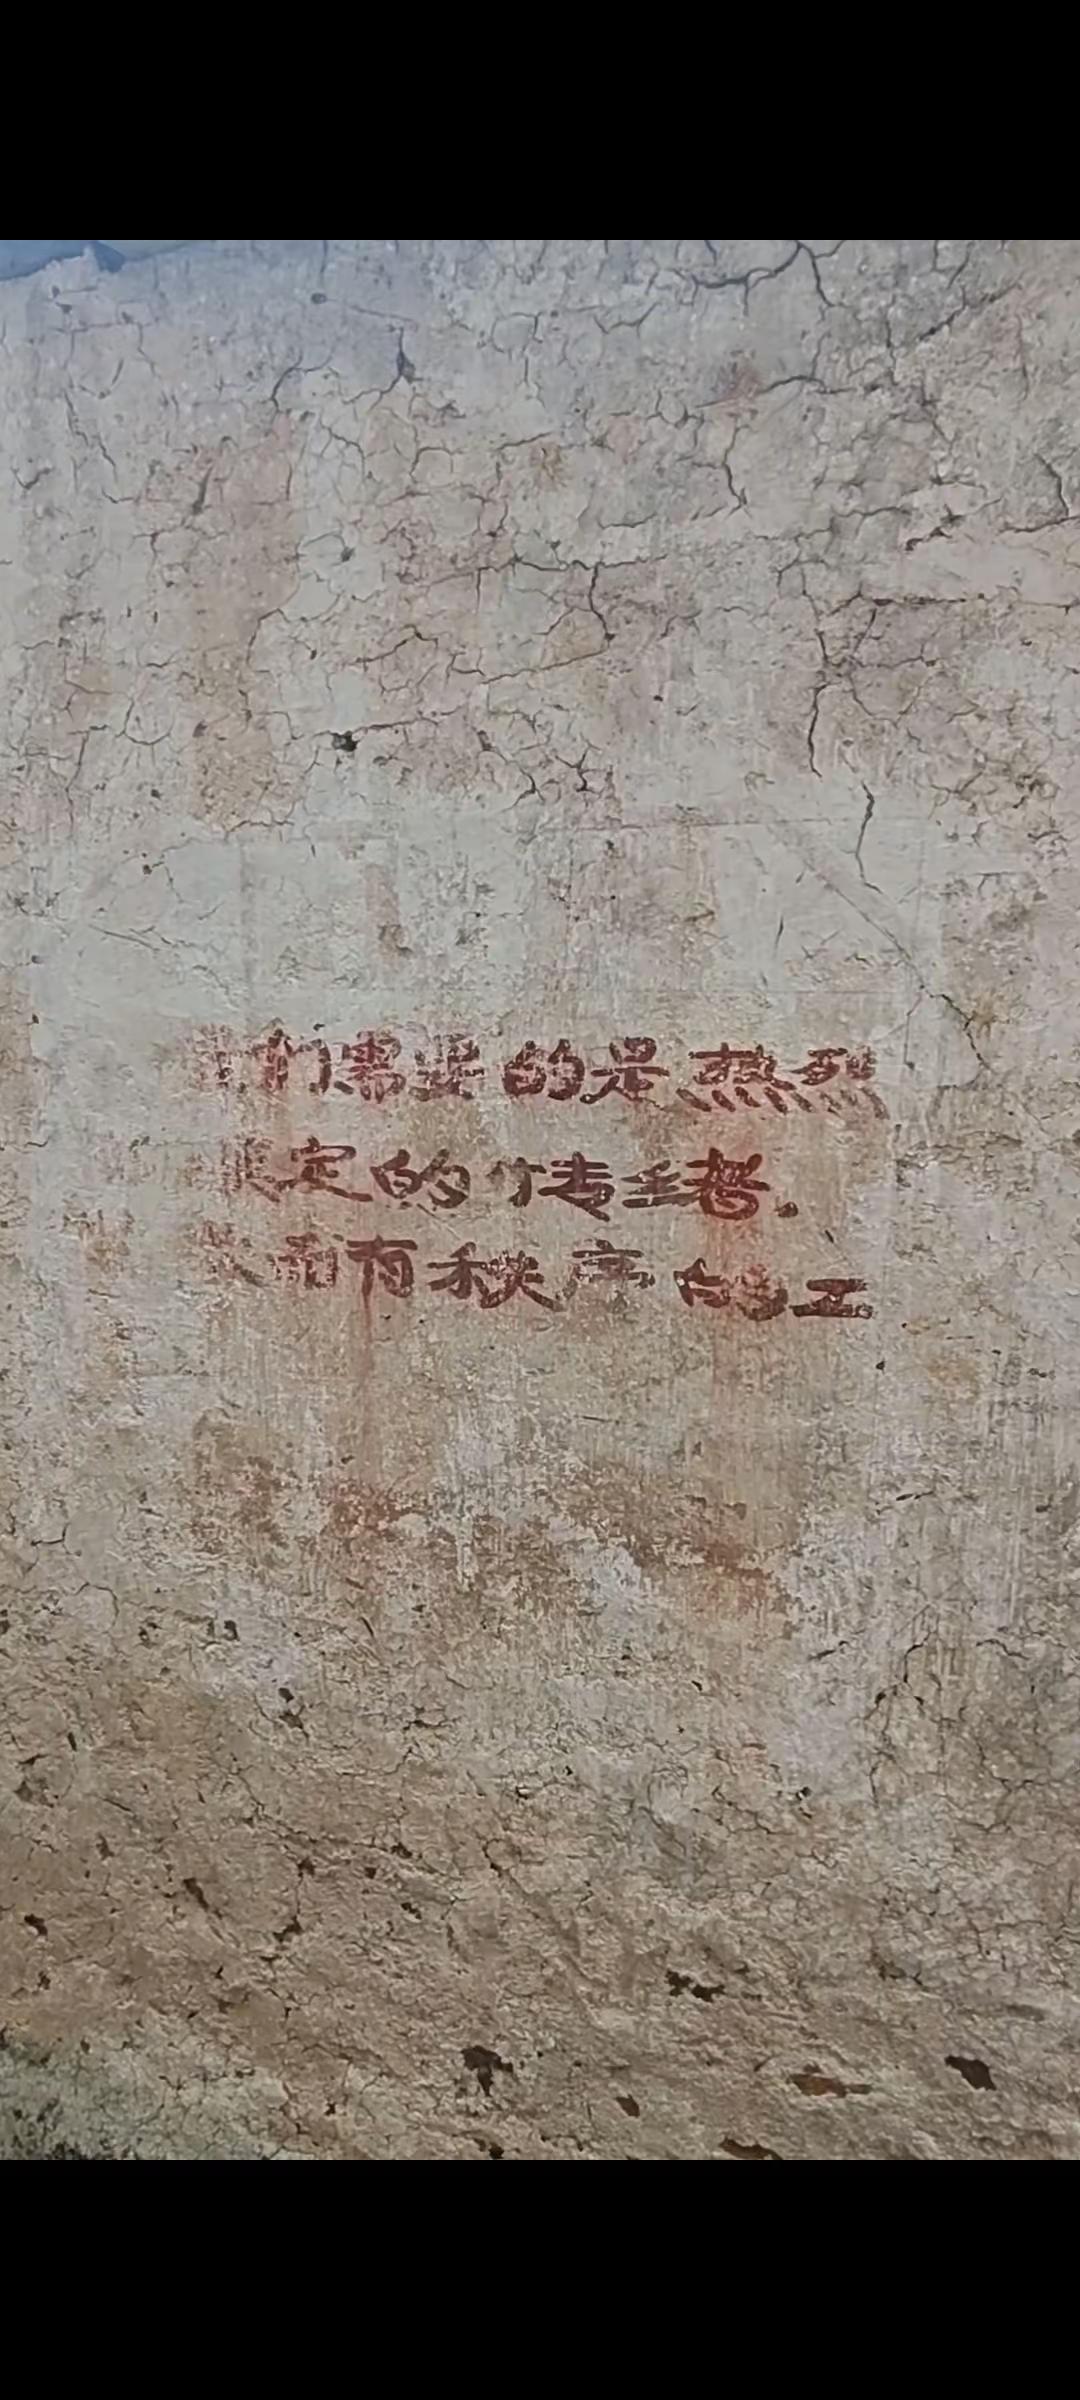 们需要的是热烈
定的情绪.
而有秩序的工